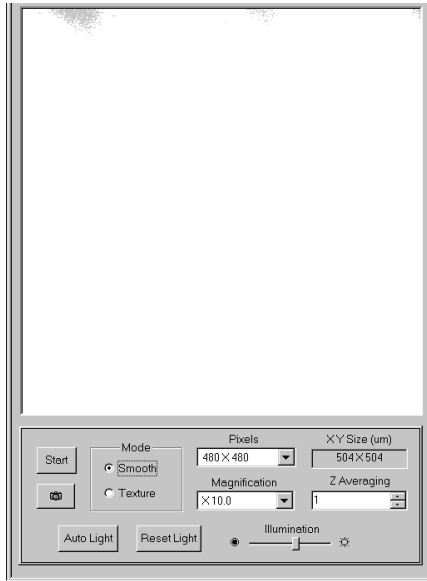 Mode
Pixels
XY Size (um)
Start
Smooth
480×480
504×504
Texture
Magnification
Z Averaging
×10.0
1
Auto Light
Reset Light
Illumination